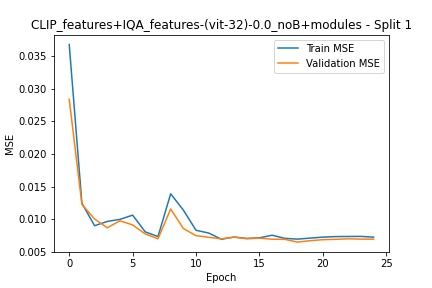 CLIP_features+IQA_features-(vit-32)-0.0_noB+modules - Split 1
Train MSE
Validation MSE
0.035
0.030
0.025
0.020
0.015
0.010
0.005
MSE
0 5 10 15 20 25
Epoch